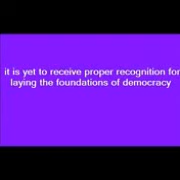 it is yet to receive proper recognition for
laying the foundations of democracy